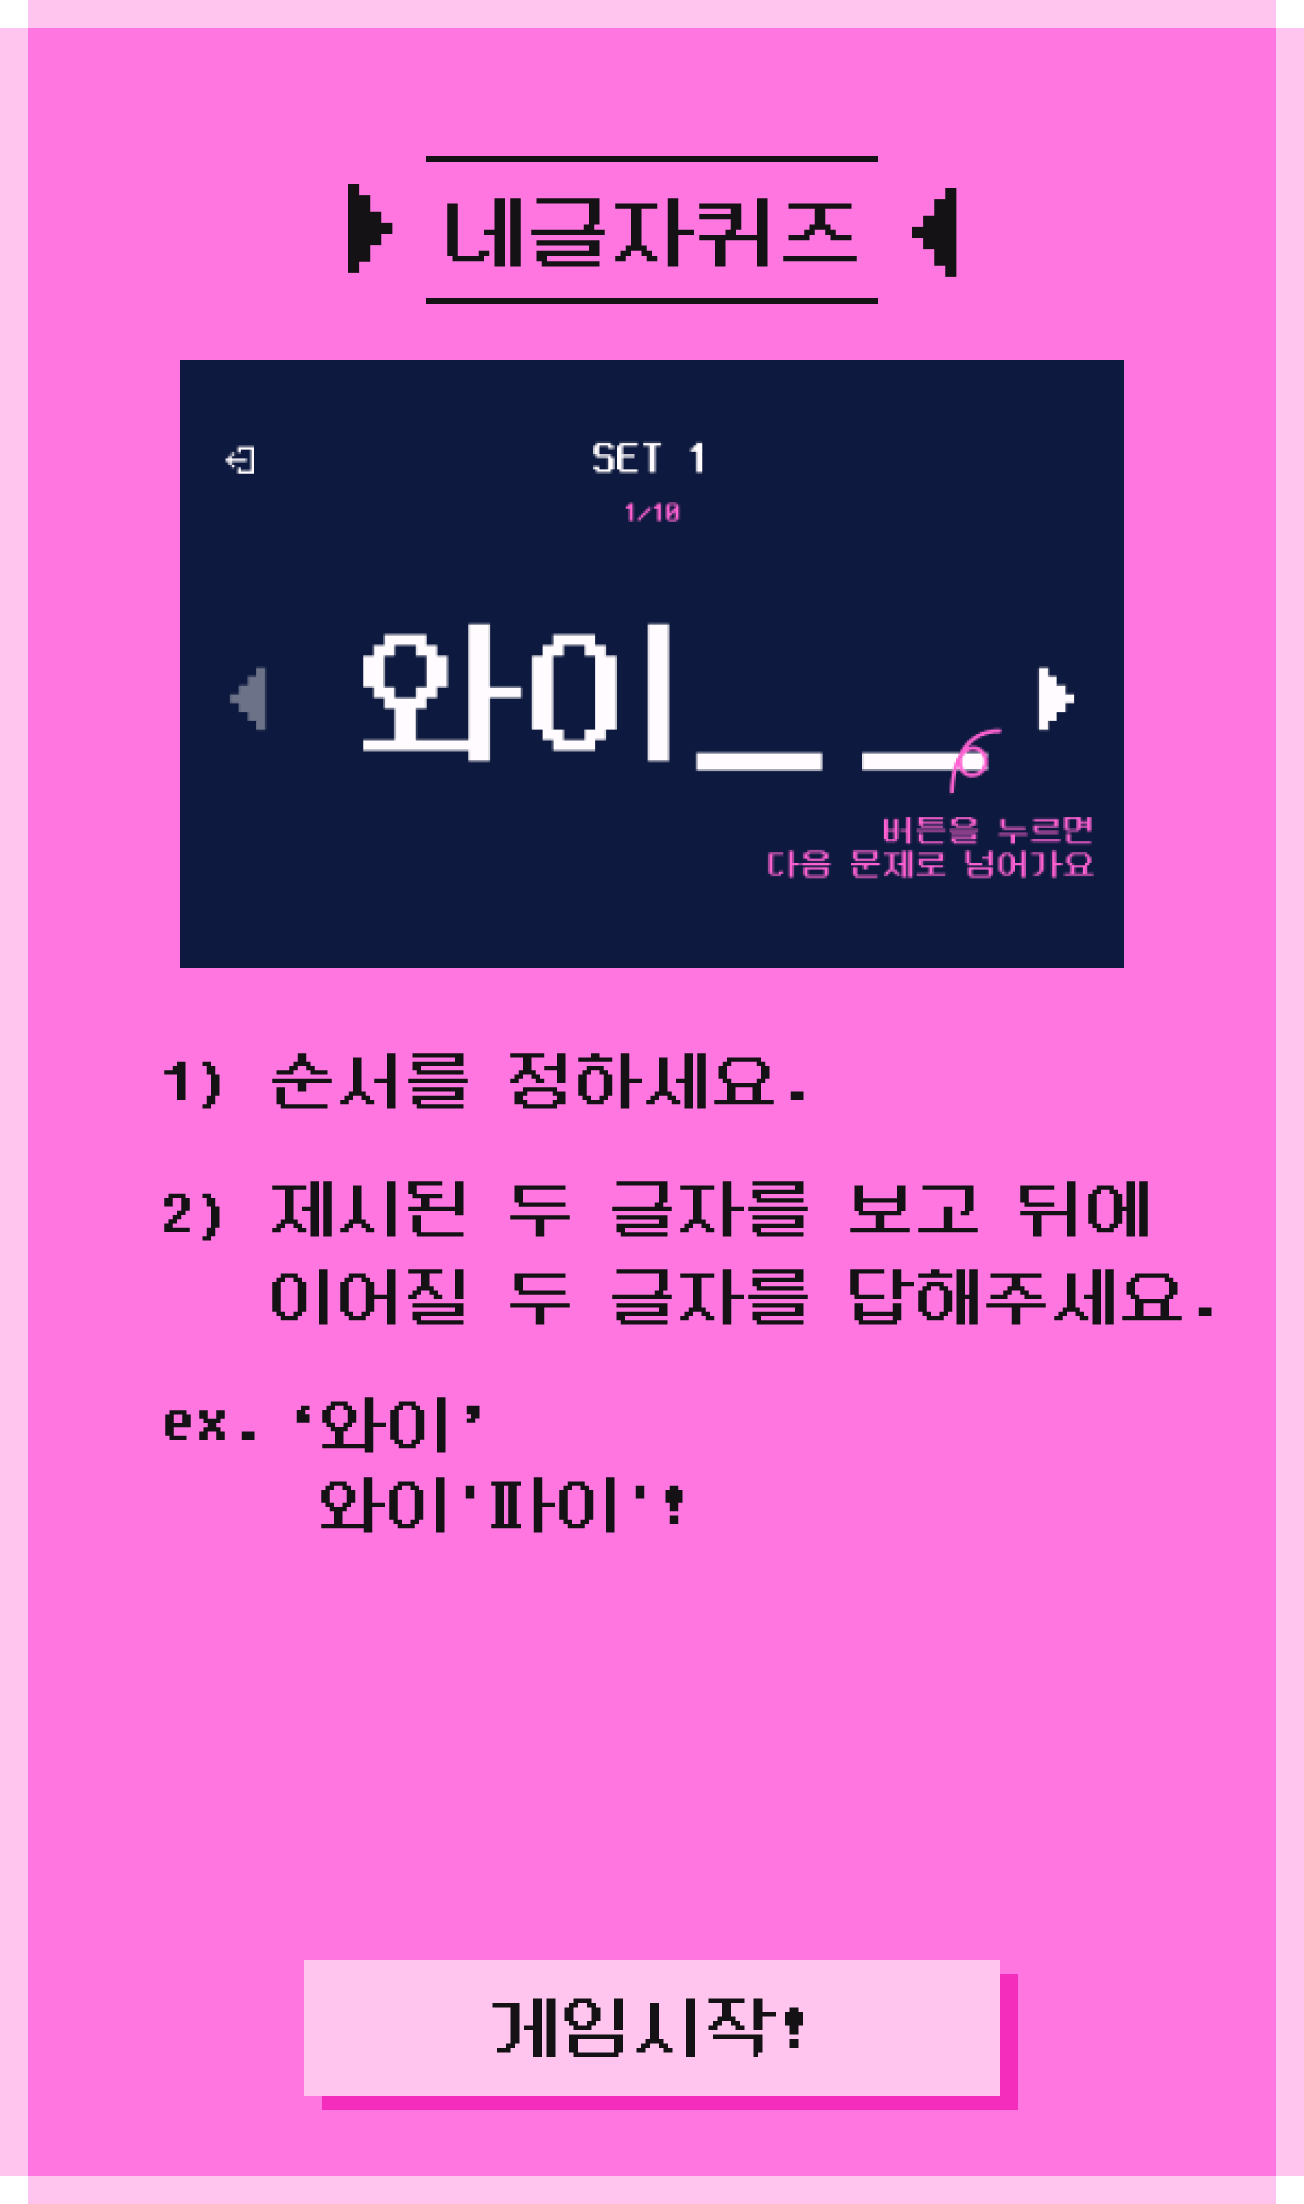 네글자퀴즈
SET 1
1/10
와이_ _
버튼을 누르면
다음 문제로 넘어가요
1) 순서를 정하세요.
2) 제시된 두 글자를 보고 뒤에
이어질 두 글자를 답해주세요.
ex. ‘와이’
와이'파이'!
게임시작!